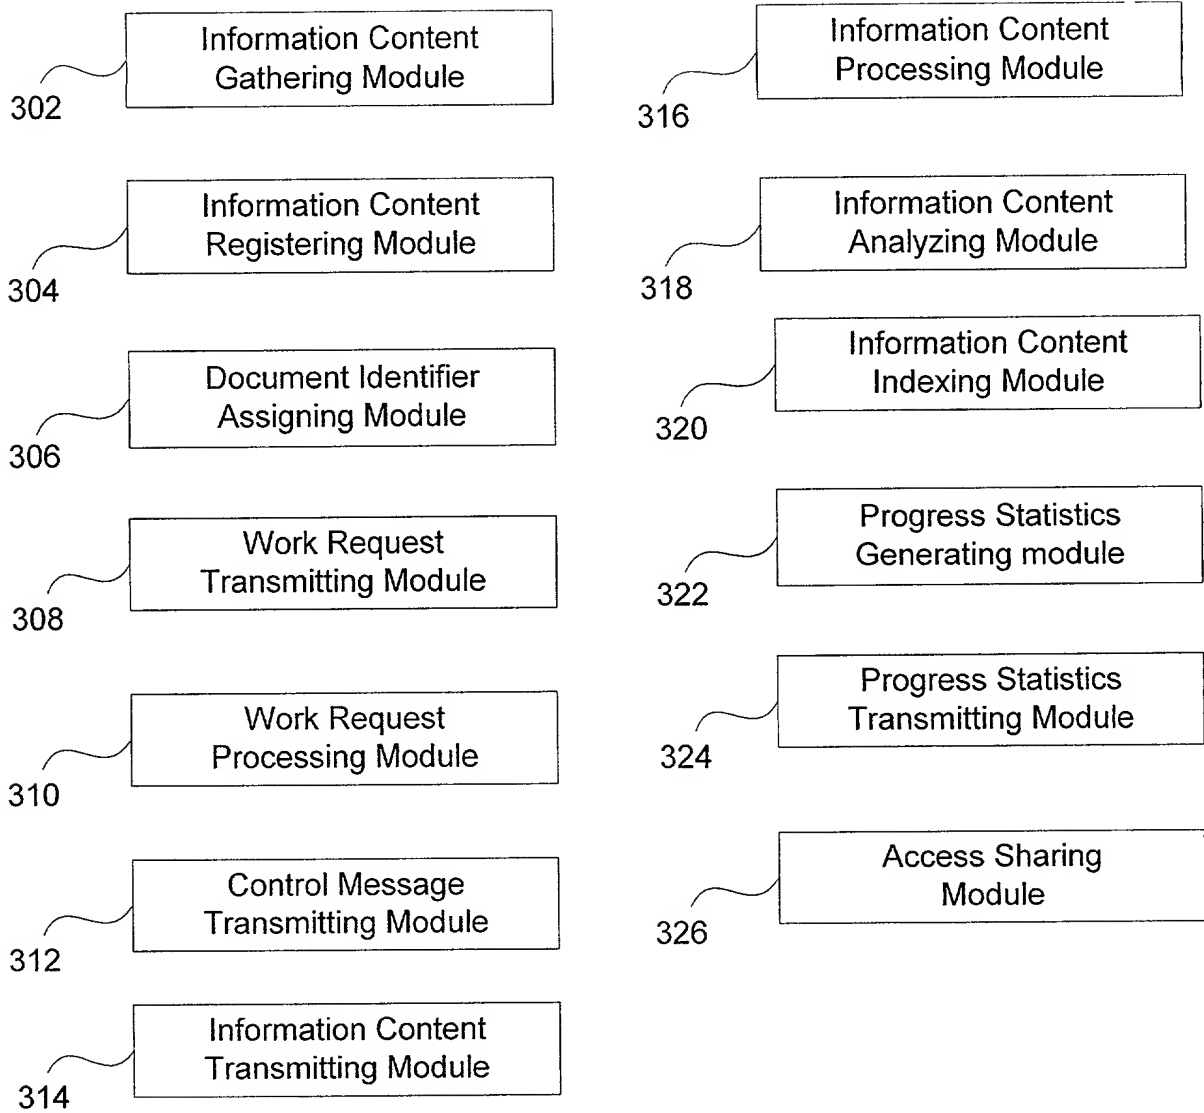 Information Content
Gathering Module
302
Information Content
Registering Module
304
Document Identifier
Assigning Module
306
Work Request
Transmitting Module
308
Work Request
Processing Module
310
Control Message
Transmitting Module
312
Information Content
Transmitting Module
314
Information Content
Processing Module
316
Information Content
Analyzing Module
318
Information Content
Indexing Module
320
Progress Statistics
Generating module
322
Progress Statistics
Transmitting Module
324
Access Sharing
Module
326